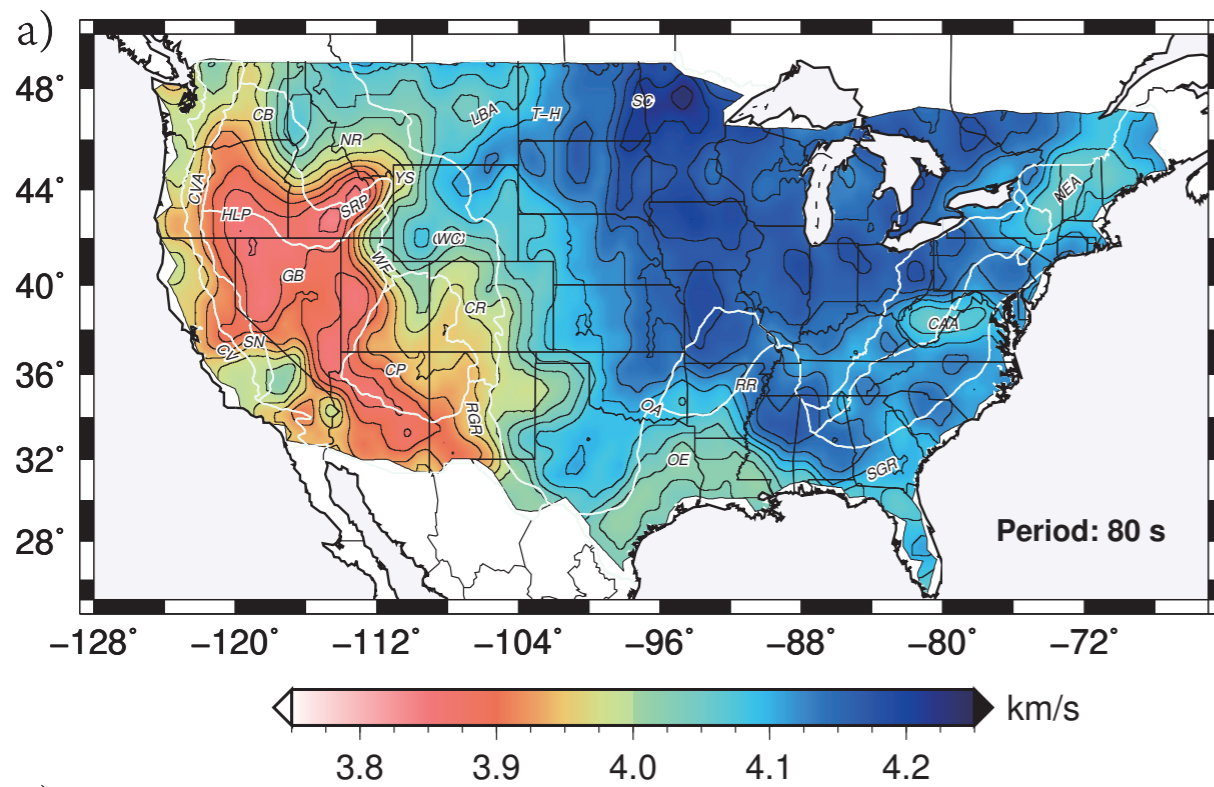 a)
48°
44°
40°
36°
32°
28°
CB
NR
LBA
T-H
SC
CVA
YS
SRP
HLP
(WC)
WF
GB
CR
SN
CV
CP
RGR
OA
RR
OE
SGR
CAA
NEA
Period: 80 s
−128° −120° −112° −104° −96° −88° −80° −72°
km/s
3.8 3.9 4.0 4.1 4.2